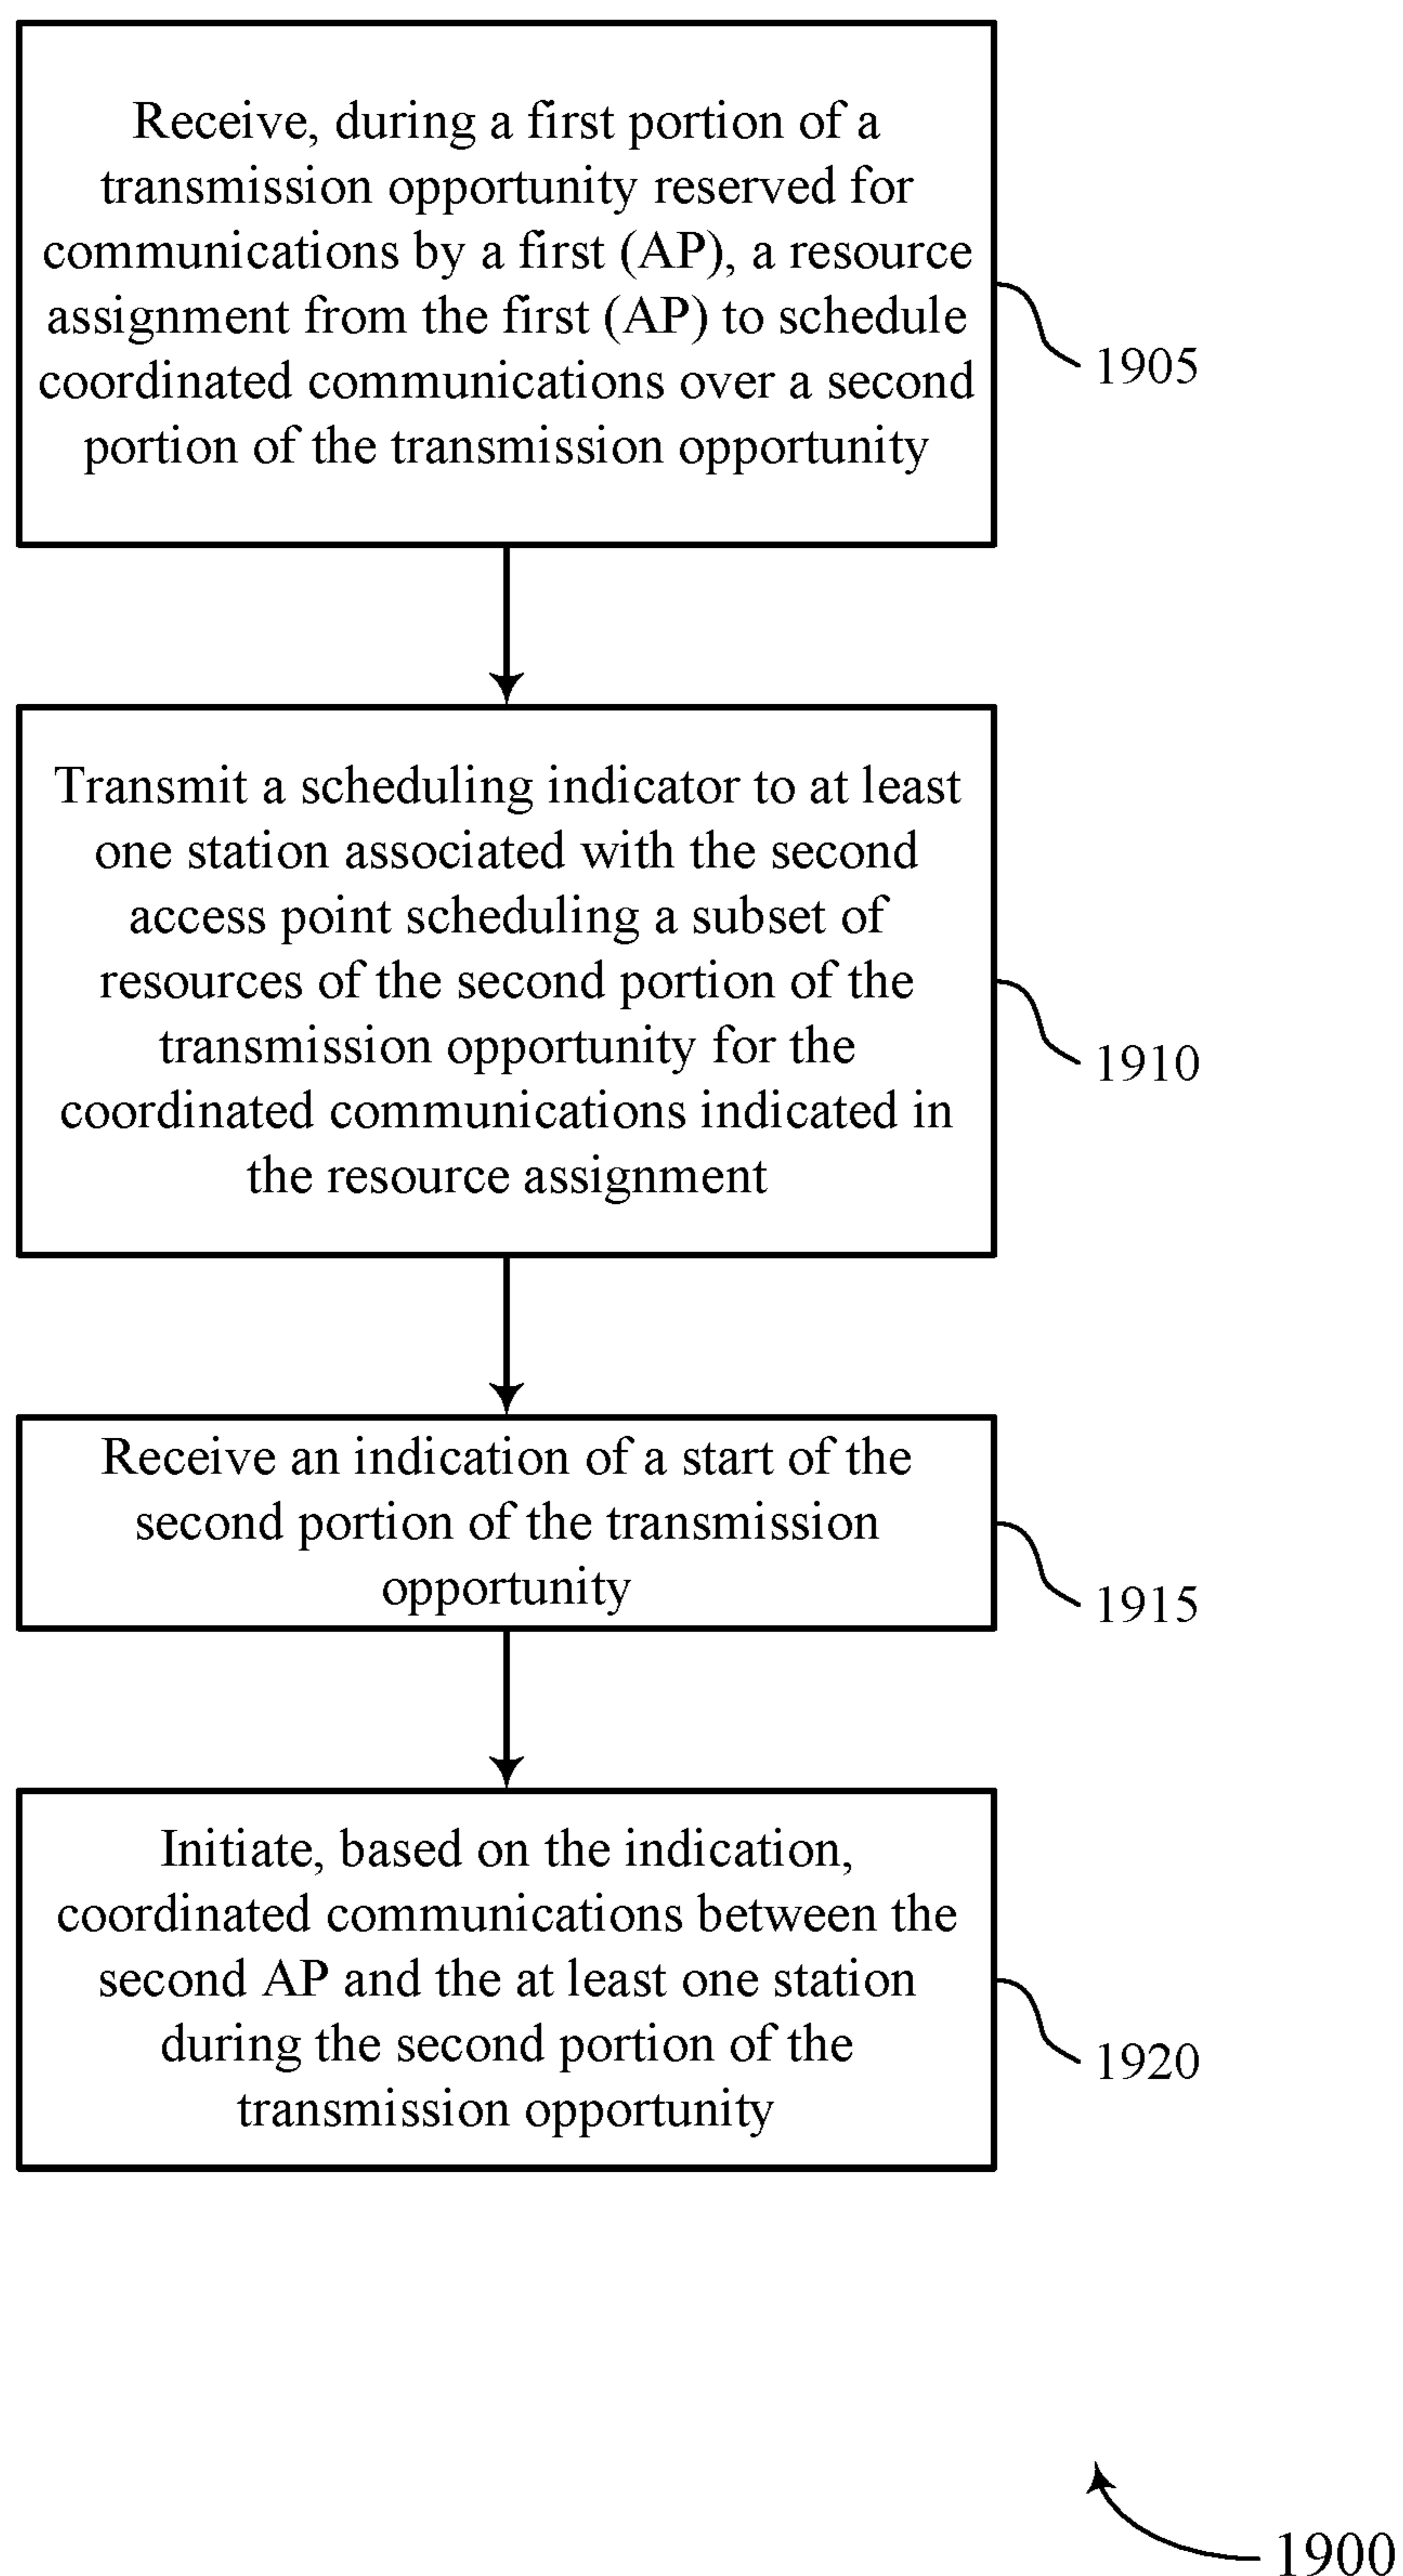 Receive, during a first portion of a
transmission opportunity reserved for
communications by a first (AP), a resource
assignment from the first (AP) to schedule
coordinated communications over a second
portion of the transmission opportunity
1905
Transmit a scheduling indicator to at least
one station associated with the second
access point scheduling a subset of
resources of the second portion of the
transmission opportunity for the
coordinated communications indicated in
the resource assignment
1910
Receive an indication of a start of the
second portion of the transmission
opportunity
1915
Initiate, based on the indication,
coordinated communications between the
second AP and the at least one station
during the second portion of the
transmission opportunity
1920
1900